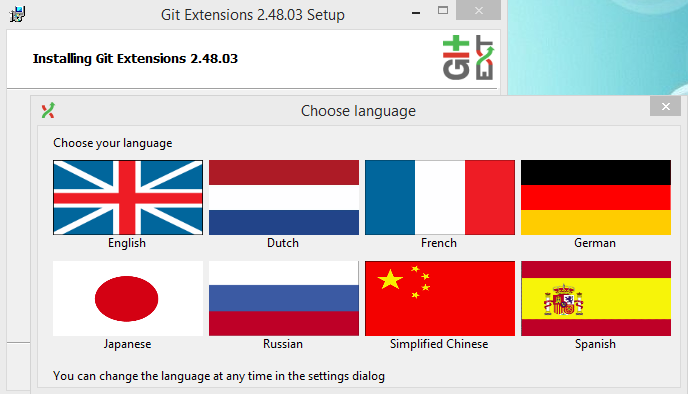 Git Extensions 2.48.03 Setup
Installing Git Extensions 2.48.03
Git
EXT
Choose language
Choose your language
English
Dutch
French
German
Japanese
Russian
Simplified Chinese
Spanish
You can change the language at any time in the settings dialog